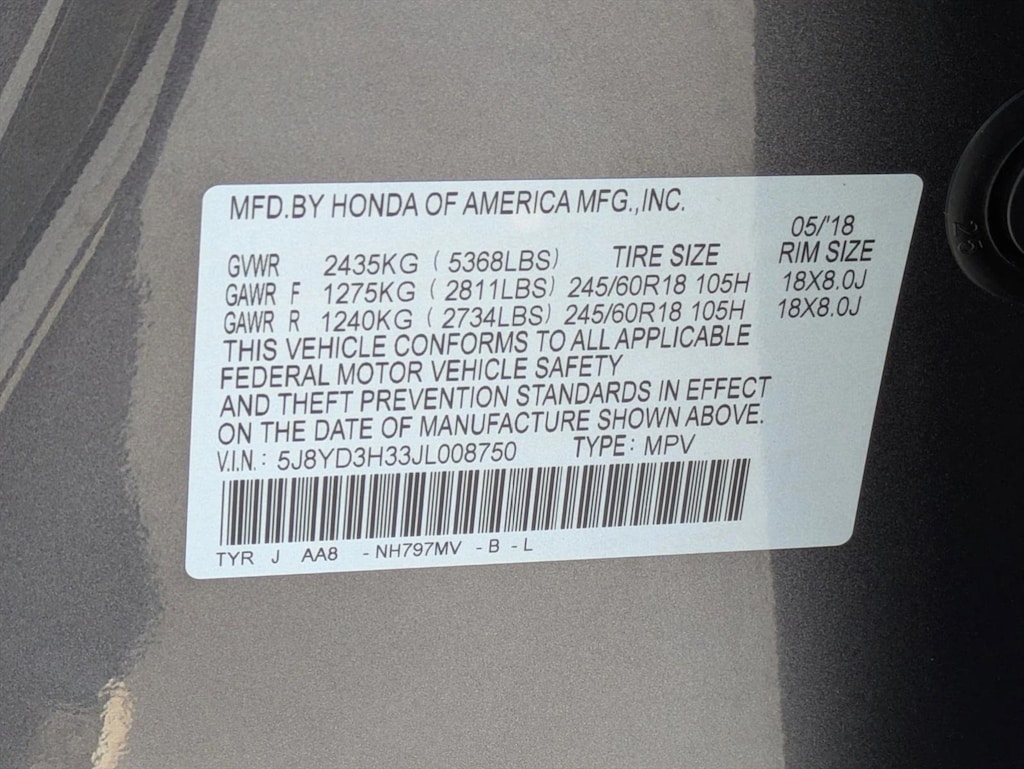 MFD.BY HONDA OF AMERICA MFG.,INC.
05/'18
GVWR 2435KG ( 5368LBS) TIRE SIZE RIM SIZE
GAWR F 1275KG ( 2811LBS) 245/60R18 105H 18X8.0J
GAWR R 1240KG ( 2734LBS) 245/60R18 105H 18X8.0J
THIS VEHICLE CONFORMS TO ALL APPLICABLE
FEDERAL MOTOR VEHICLE SAFETY
AND THEFT PREVENTION STANDARDS IN EFFECT
ON THE DATE OF MANUFACTURE SHOWN ABOVE.
V.I.N.: 5J8YD3H33JL008750 TYPE: MPV
TYR J AA8 - NH797MV - B - L